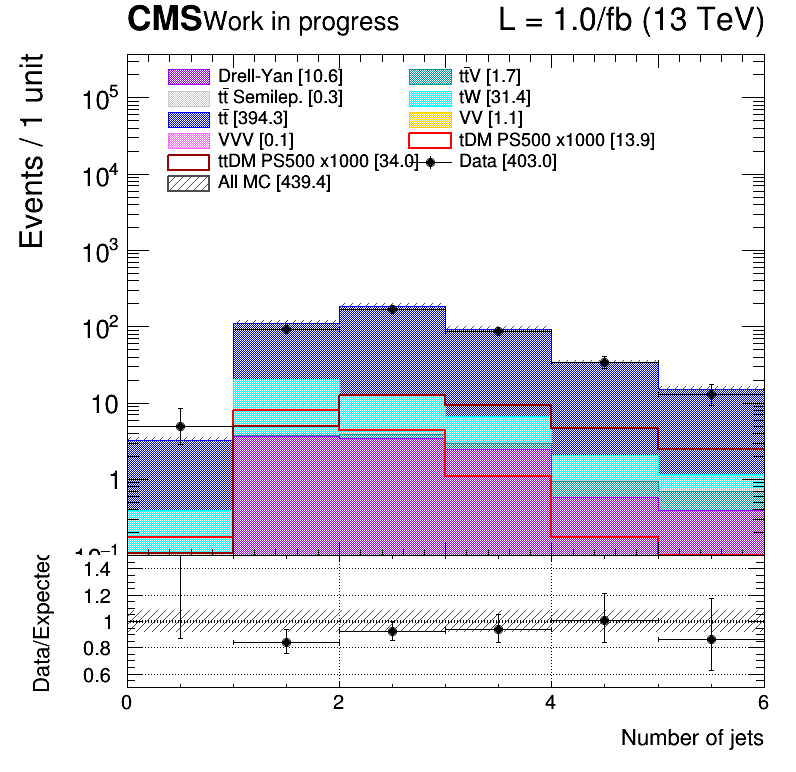 CMS Work in progress L = 1.0/fb (13 TeV)
Events / 1 unit
10⁵
10⁴
10³
10²
10
1
10⁻¹
Drell-Yan [10.6] tt̄V [1.7]
tt̄ Semilep. [0.3] tW [31.4]
tt̄ [394.3] VV [1.1]
VVV [0.1] tDM PS500 x1000 [13.9]
ttDM PS500 x1000 [34.0] Data [403.0]
All MC [439.4]
Data/Expected
1.4
1.2
1
0.8
0.6
0 2 4 6
Number of jets